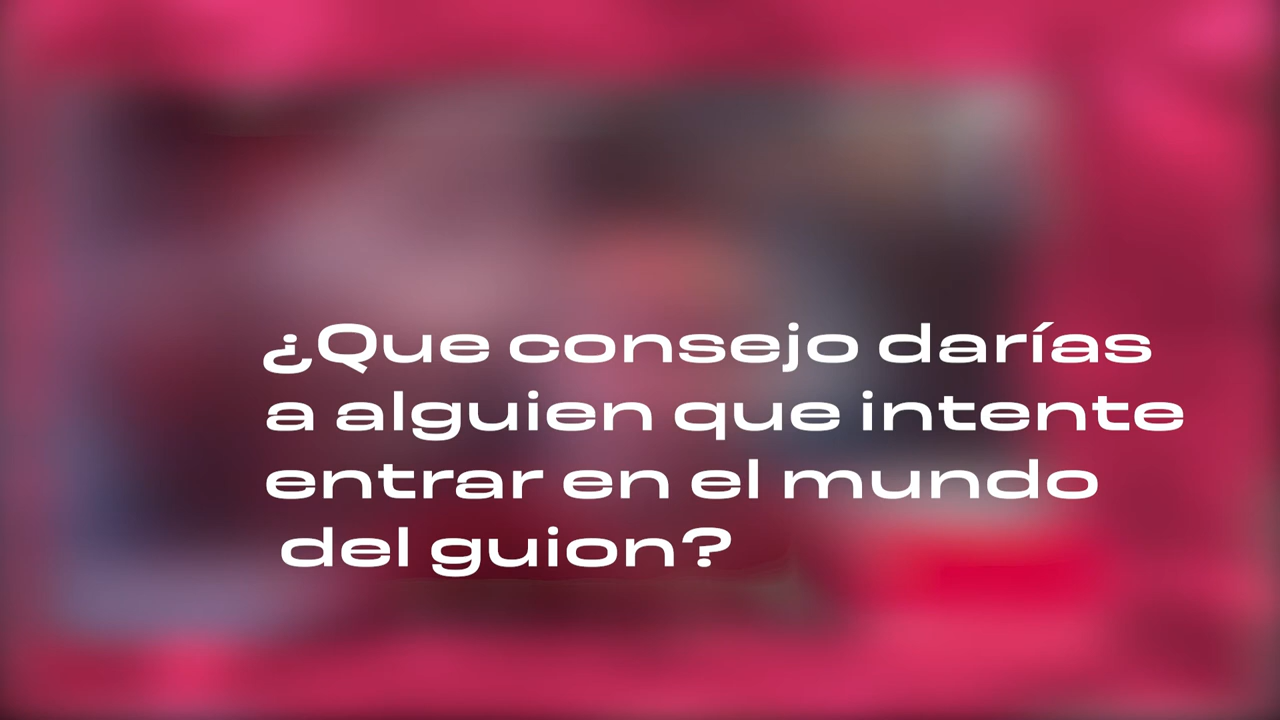 ¿Que consejo darías
a alguien que intente
entrar en el mundo
del guion?